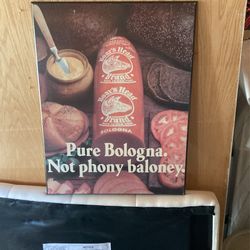 Boar's Head
Brand
Boar's Head
Brand
BOLOGNA
Pure Bologna.
Not phony baloney.